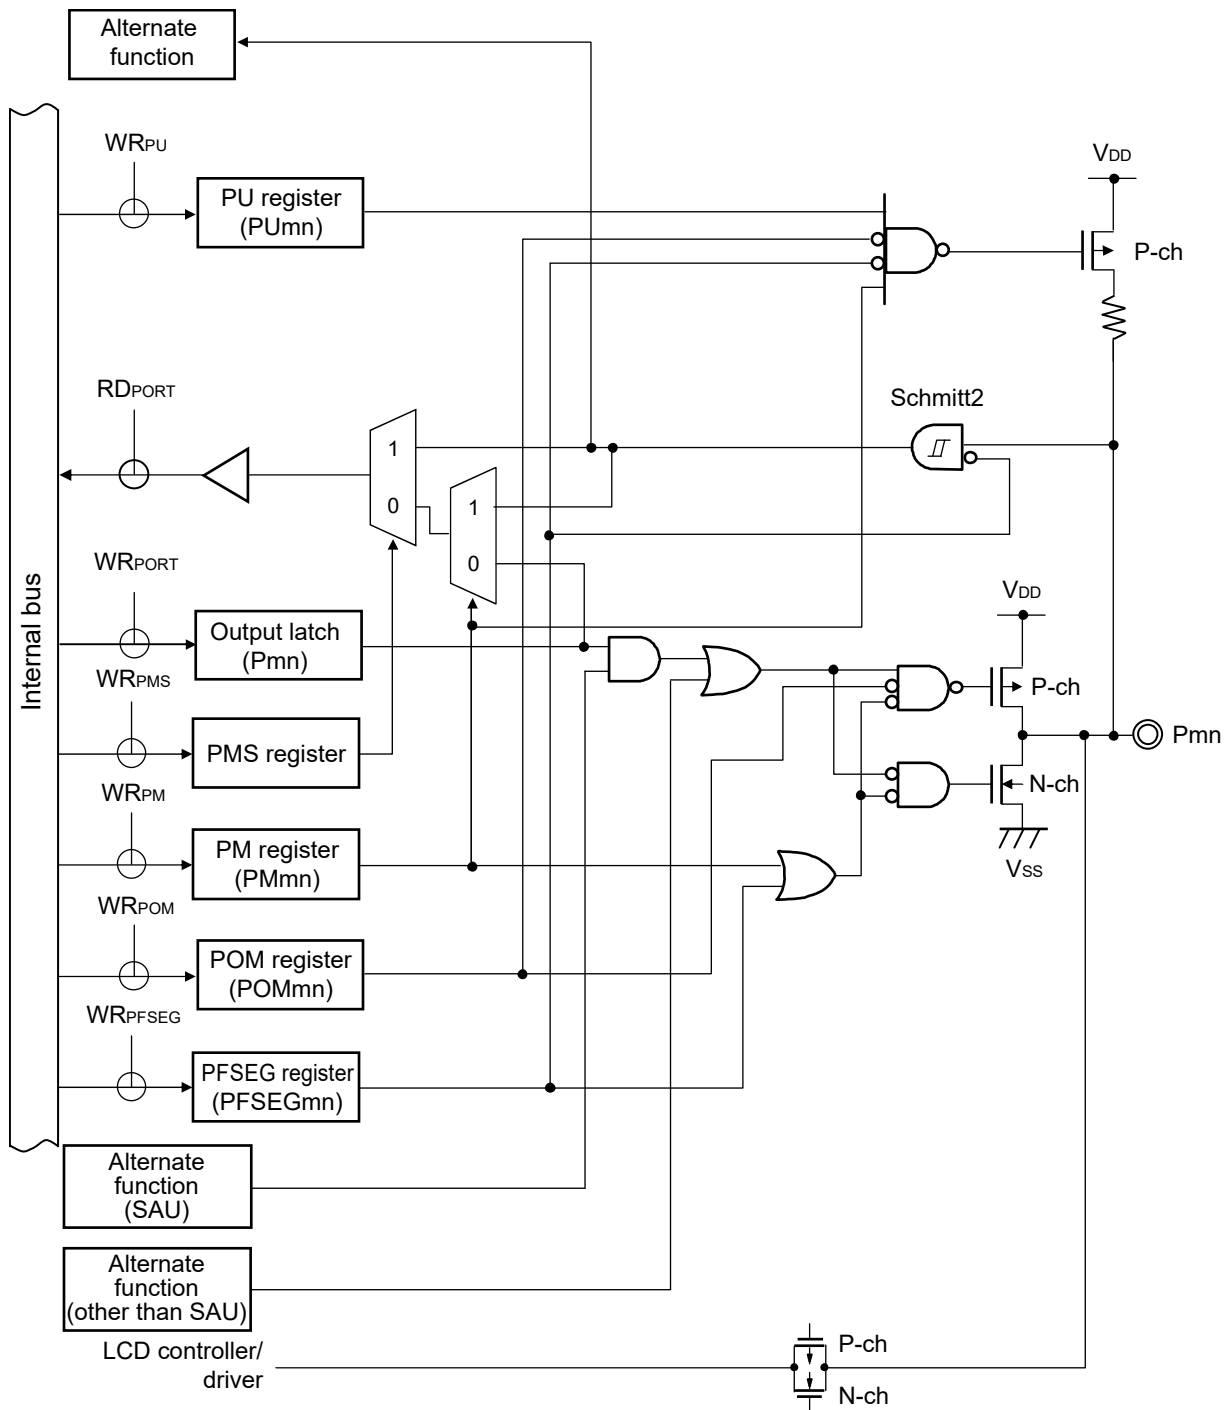 Alternate
function
WRPU
PU register
(PUmn)
VDD
P-ch
RDPORT
Schmitt2
1
0
1
0
Internal bus
WRPORT
Output latch
(Pmn)
WRPMS
PMS register
VDD
P-ch
Pmn
N-ch
VSS
WRPM
PM register
(PMmn)
WRPOM
POM register
(POMmn)
WRPFSEG
PFSEG register
(PFSEGmn)
Alternate
function
(SAU)
Alternate
function
(other than SAU)
LCD controller/
driver
P-ch
N-ch